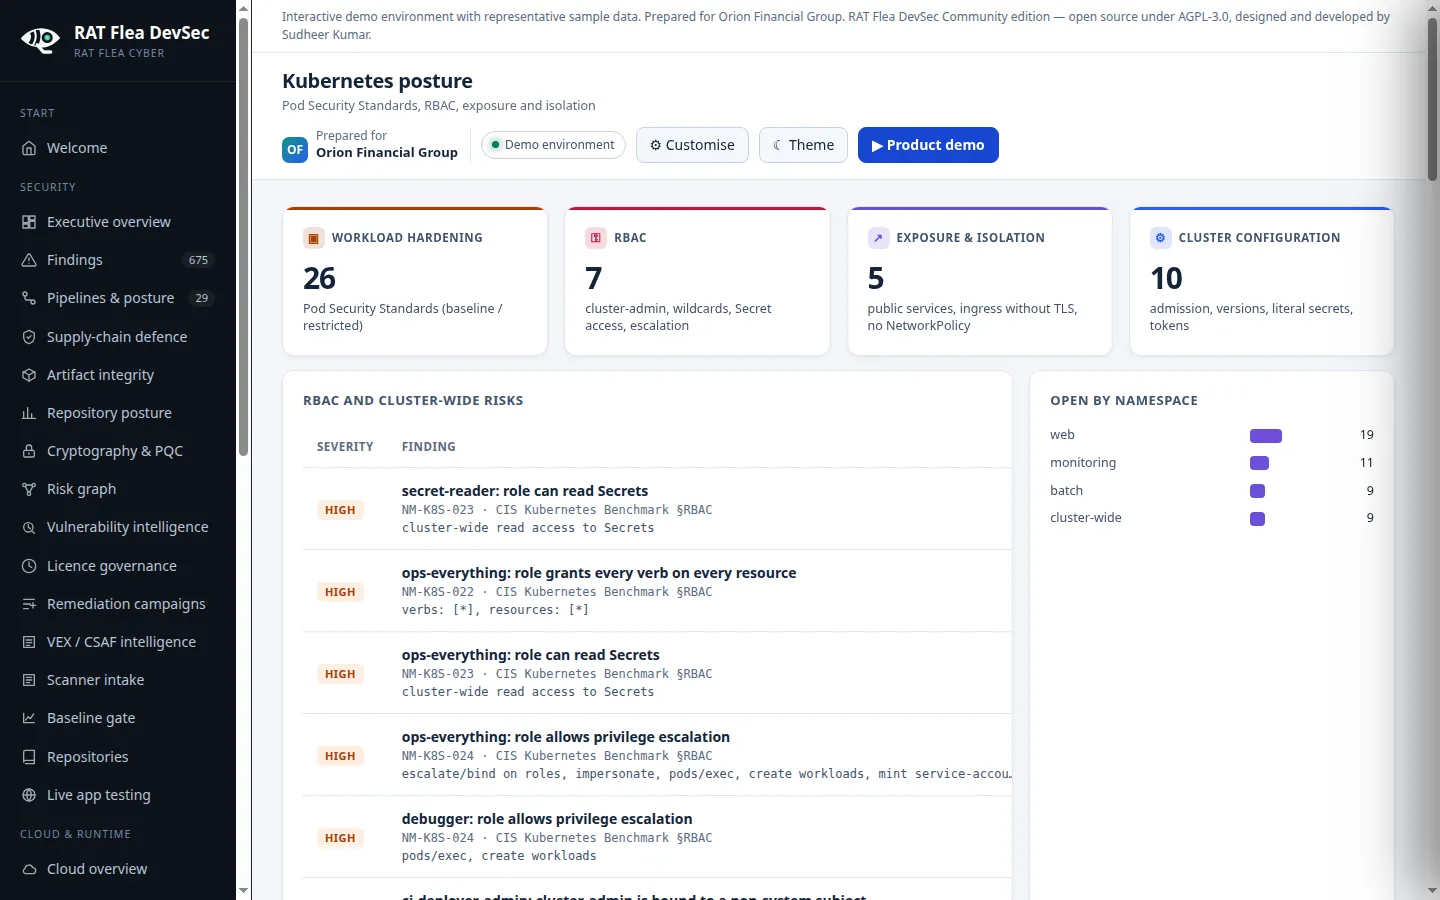 RAT Flea DevSec
RAT FLEA CYBER
START
Welcome
SECURITY
Executive overview
Findings 675
Pipelines & posture 29
Supply-chain defence
Artifact integrity
Repository posture
Cryptography & PQC
Risk graph
Vulnerability intelligence
Licence governance
Remediation campaigns
VEX / CSAF intelligence
Scanner intake
Baseline gate
Repositories
Live app testing
CLOUD & RUNTIME
Cloud overview
Interactive demo environment with representative sample data. Prepared for Orion Financial Group. RAT Flea DevSec Community edition — open source under AGPL-3.0, designed and developed by
Sudheer Kumar.
Kubernetes posture
Pod Security Standards, RBAC, exposure and isolation
OF
Prepared for
Orion Financial Group
Demo environment
⚙ Customise
☾ Theme
▶ Product demo
WORKLOAD HARDENING
26
Pod Security Standards (baseline /
restricted)
RBAC
7
cluster-admin, wildcards, Secret
access, escalation
EXPOSURE & ISOLATION
5
public services, ingress without TLS,
no NetworkPolicy
CLUSTER CONFIGURATION
10
admission, versions, literal secrets,
tokens
RBAC AND CLUSTER-WIDE RISKS
SEVERITY FINDING
HIGH
secret-reader: role can read Secrets
NM-K8S-023 · CIS Kubernetes Benchmark §RBAC
cluster-wide read access to Secrets
HIGH
ops-everything: role grants every verb on every resource
NM-K8S-022 · CIS Kubernetes Benchmark §RBAC
verbs: [*], resources: [*]
HIGH
ops-everything: role can read Secrets
NM-K8S-023 · CIS Kubernetes Benchmark §RBAC
cluster-wide read access to Secrets
HIGH
ops-everything: role allows privilege escalation
NM-K8S-024 · CIS Kubernetes Benchmark §RBAC
escalate/bind on roles, impersonate, pods/exec, create workloads, mint service-accou…
HIGH
debugger: role allows privilege escalation
NM-K8S-024 · CIS Kubernetes Benchmark §RBAC
pods/exec, create workloads
ci-deployer-admin: cluster-admin is bound to a non-system subject
OPEN BY NAMESPACE
web 19
monitoring 11
batch 9
cluster-wide 9